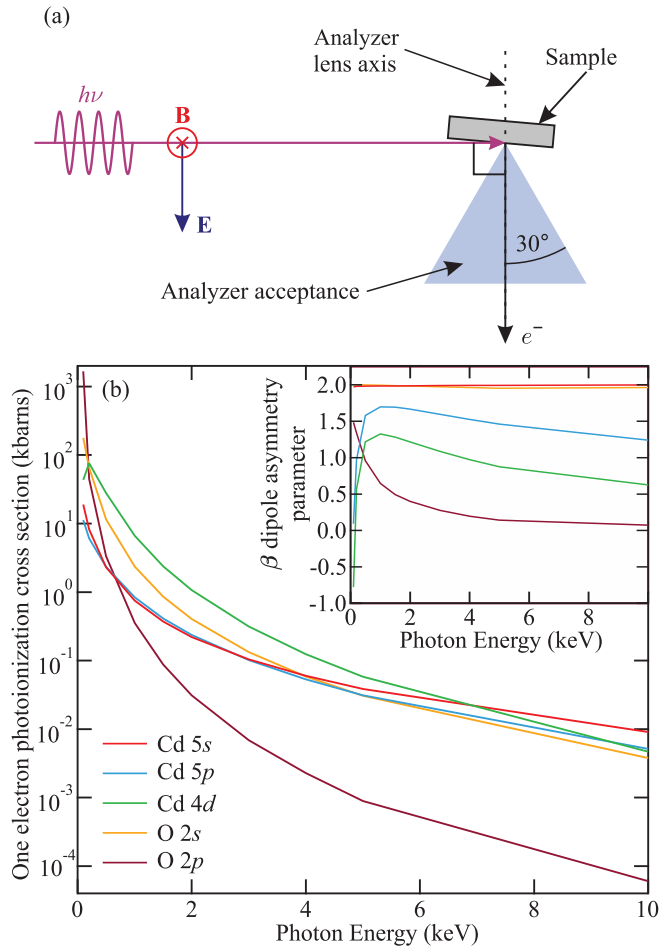 (a)
Analyzer
lens axis
Sample
hν
B
E
30°
Analyzer acceptance
e⁻
(b)
One electron photoionization cross section (kbarns)
10³
10²
10¹
10⁰
10⁻¹
10⁻²
10⁻³
10⁻⁴
Cd 5s
Cd 5p
Cd 4d
O 2s
O 2p
0 2 4 6 8 10
Photon Energy (keV)
β dipole asymmetry
parameter
2.0
1.5
1.0
0.5
0.0
-0.5
-1.0
0 2 4 6 8
Photon Energy (keV)